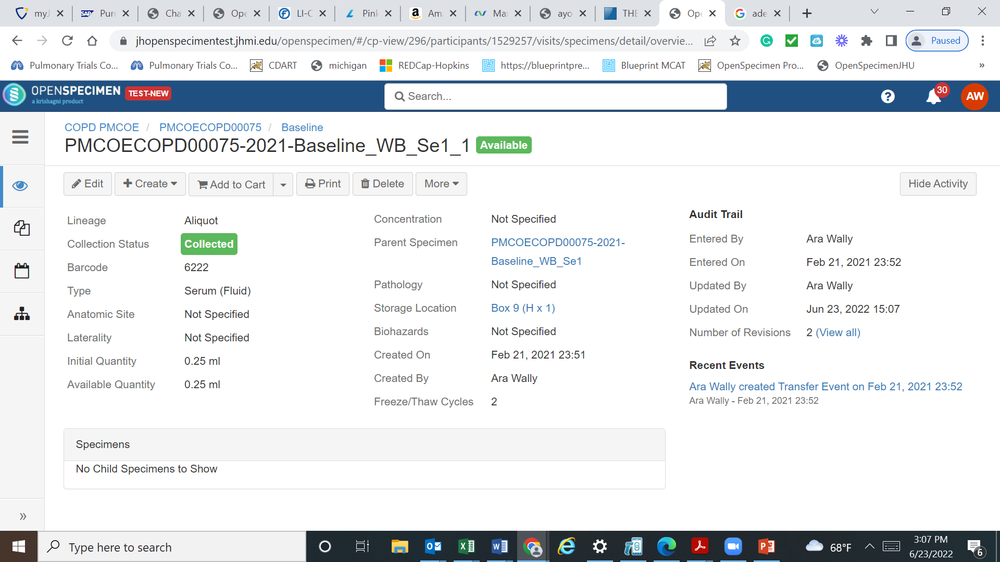 myJ
Pur
Cha
Ope
LI-C
Pink
Am
Max
ayo
THE
Ope
ade
jhopenspecimentest.jhmi.edu/openspecimen/#/cp-view/296/participants/1529257/visits/specimens/detail/overvie...
Paused
Pulmonary Trials Co...
Pulmonary Trials Co...
CDART
michigan
REDCap-Hopkins
https://blueprintpre...
Blueprint MCAT
OpenSpecimen Pro...
OpenSpecimenJHU
»
OPENSPECIMEN
a krishagni product
TEST-NEW
Search...
30
AW
COPD PMCOE / PMCOECOPD00075 / Baseline
PMCOECOPD00075-2021-Baseline_WB_Se1_1 Available
Edit
Create
Add to Cart
Print
Delete
More
Hide Activity
Lineage Aliquot
Collection Status Collected
Barcode 6222
Type Serum (Fluid)
Anatomic Site Not Specified
Laterality Not Specified
Initial Quantity 0.25 ml
Available Quantity 0.25 ml
Concentration Not Specified
Parent Specimen PMCOECOPD00075-2021-
Baseline_WB_Se1
Pathology Not Specified
Storage Location Box 9 (H x 1)
Biohazards Not Specified
Created On Feb 21, 2021 23:51
Created By Ara Wally
Freeze/Thaw Cycles 2
Audit Trail
Entered By Ara Wally
Entered On Feb 21, 2021 23:52
Updated By Ara Wally
Updated On Jun 23, 2022 15:07
Number of Revisions 2 (View all)
Recent Events
Ara Wally created Transfer Event on Feb 21, 2021 23:52
Ara Wally - Feb 21, 2021 23:52
Specimens
No Child Specimens to Show
»
Type here to search
68°F
3:07 PM
6/23/2022
6